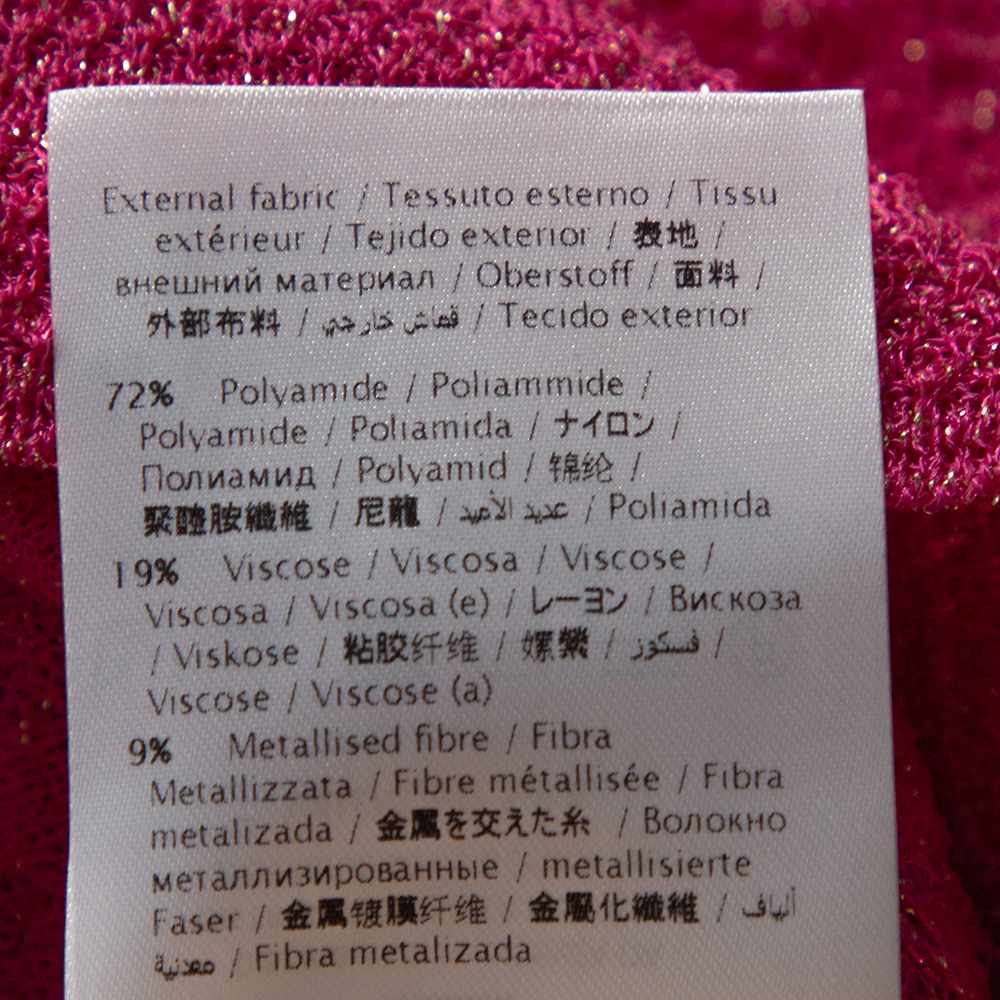 External fabric / Tessuto esterno / Tissu
extérieur / Tejido exterior / 表地 /
внешний материал / Oberstoff / 面料 /
外部布料 / قماش خارجي / Tecido exterior
72% Polyamide / Poliammide /
Polyamide / Poliamida / ナイロン /
Полиамид / Polyamid / 锦纶 /
聚醯胺纖維 / 尼龍 / عديد الأميد / Poliamida
19% Viscose / Viscosa / Viscose /
Viscosa / Viscosa (e) / レーヨン / Вискоза
/ Viskose / 粘胶纤维 / 嫘縈 / فسكوز /
Viscose / Viscose (a)
9% Metallised fibre / Fibra
Metallizzata / Fibre métallisée / Fibra
metalizada / 金属を交えた糸 / Волокно
металлизированные / metallisierte
Faser / 金属镀膜纤维 / 金屬化纖維 / ألياف
معدنية / Fibra metalizada